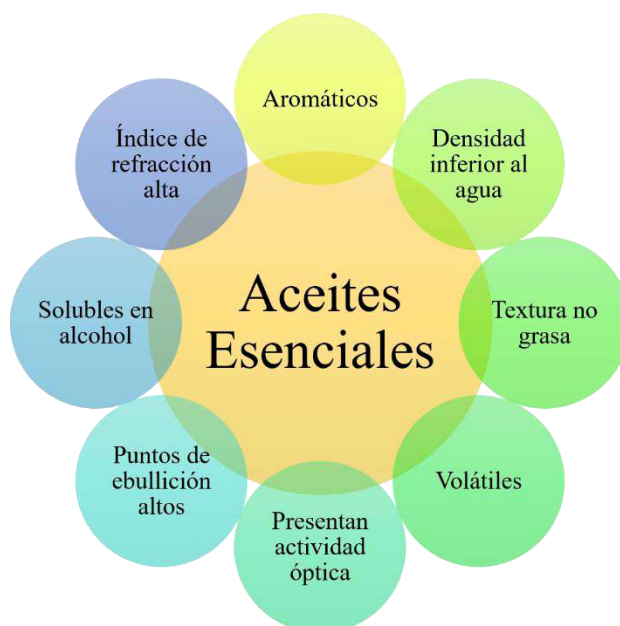 Aromáticos
Densidad
inferior al
agua
Textura no
grasa
Volátiles
Presentan
actividad
óptica
Puntos de
ebullición
altos
Solubles en
alcohol
Índice de
refracción
alta
Aceites
Esenciales